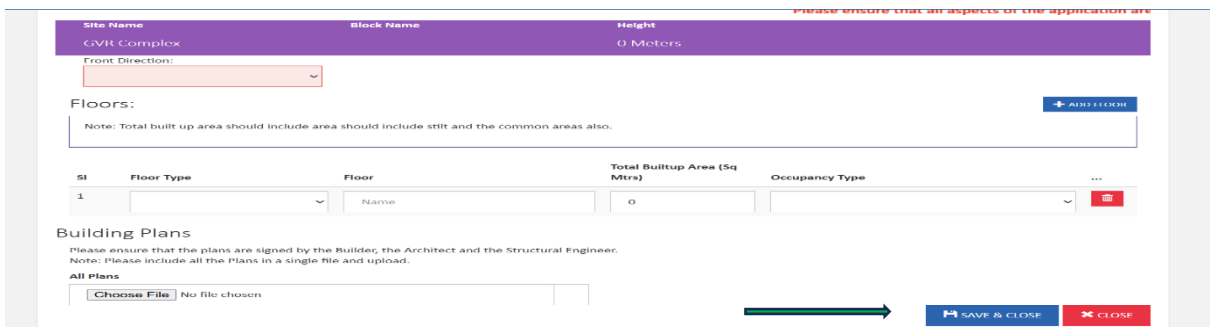 Please ensure that all aspects of the application are
Site Name Block Name Height
GVR Complex 0 Meters
Front Direction:
Floors:
ADD FLOOR
Note: Total built up area should include area should include stilt and the common areas also.
Sl Floor Type Floor Total Builtup Area (Sq Mtrs) Occupancy Type ...
1 Name 0
Building Plans
Please ensure that the plans are signed by the Builder, the Architect and the Structural Engineer.
Note: Please include all the Plans in a single file and upload.
All Plans
Choose File No file chosen
SAVE & CLOSE CLOSE